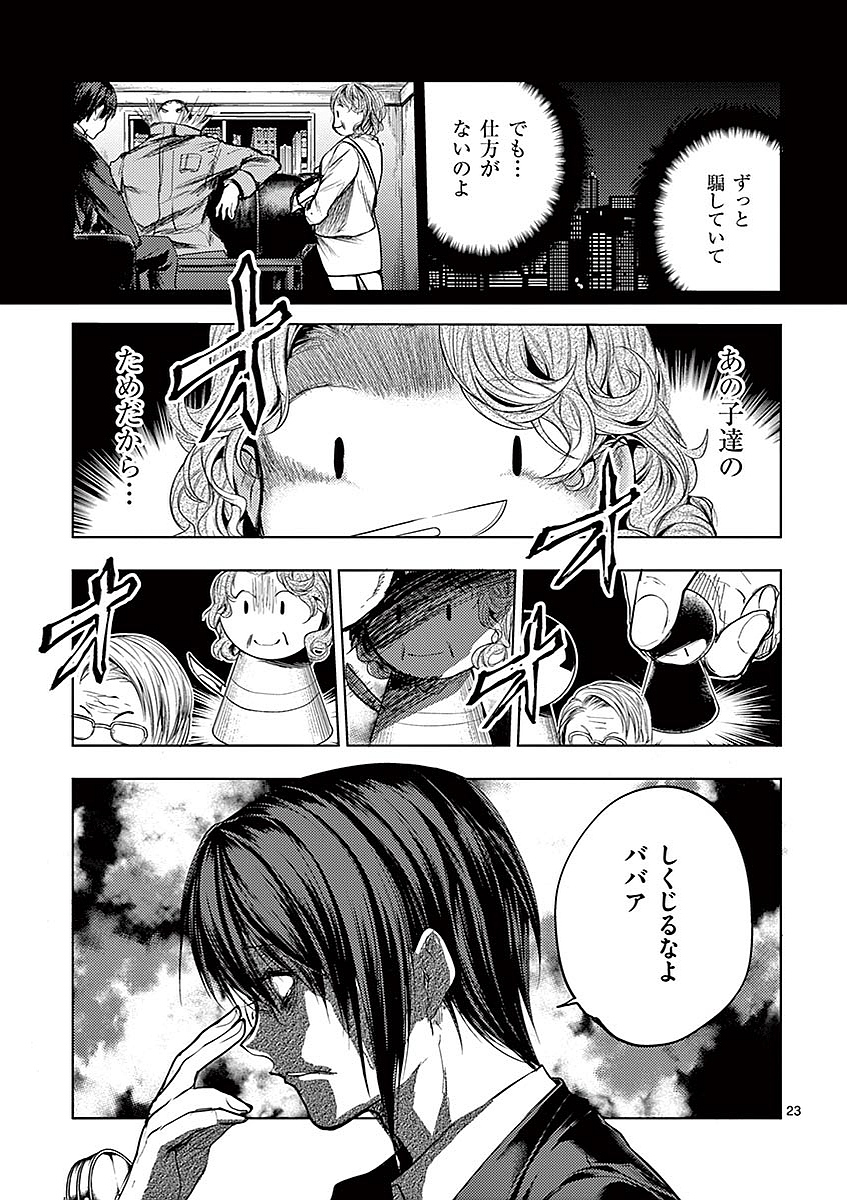 ずっと
騙していて
でも…
仕方が
ないのよ
あの子達の
ためだから…
オ
オ
オ
オ
しくじるなよ
ババア
23